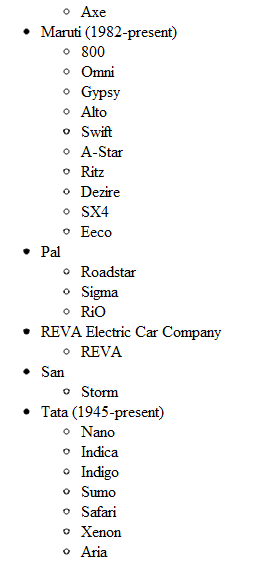 Axe
Maruti (1982-present)
800
Omni
Gypsy
Alto
Swift
A-Star
Ritz
Dezire
SX4
Eeco
Pal
Roadstar
Sigma
RiO
REVA Electric Car Company
REVA
San
Storm
Tata (1945-present)
Nano
Indica
Indigo
Sumo
Safari
Xenon
Aria